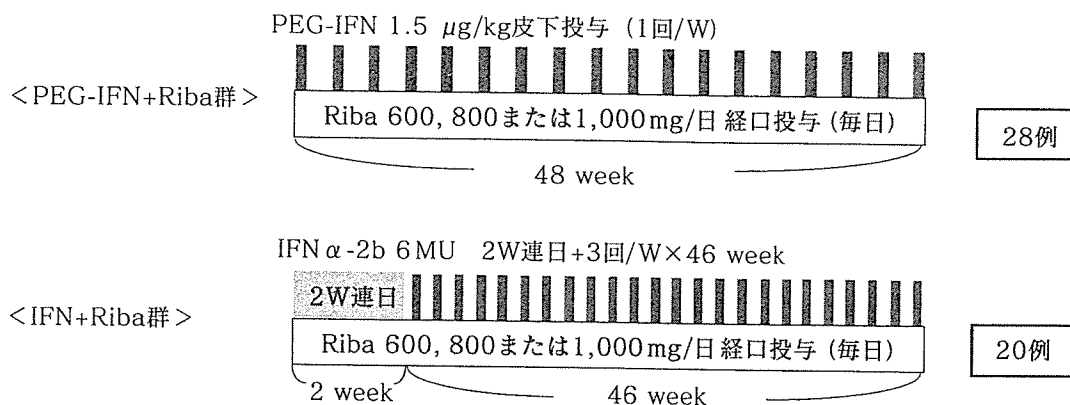 PEG-IFN 1.5 μg/kg皮下投与 (1回/W)
<PEG-IFN+Riba群>
Riba 600, 800または1,000mg/日 経口投与 (毎日)
28例
48 week
IFNα-2b 6MU 2W連日+3回/W×46 week
2W連日
<IFN+Riba群>
Riba 600, 800または1,000mg/日 経口投与 (毎日)
20例
2 week 46 week